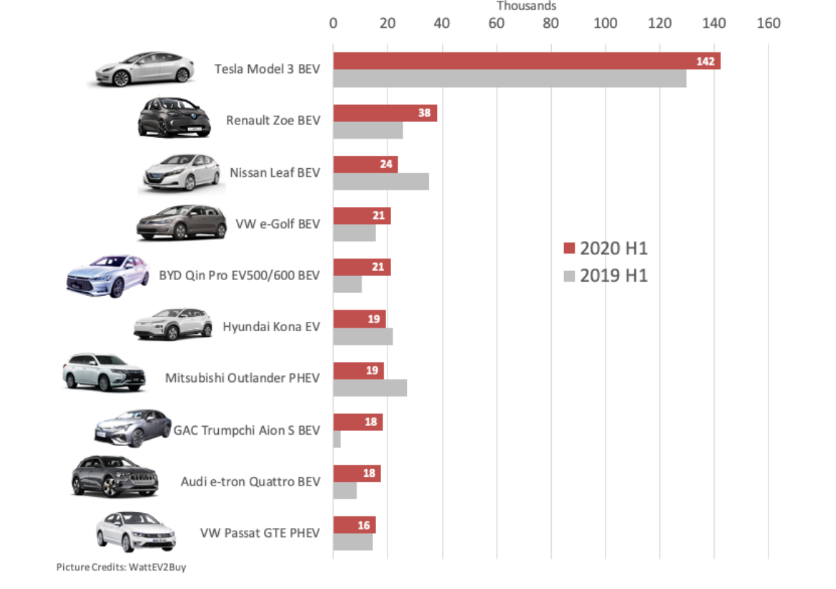 Thousands
0 20 40 60 80 100 120 140 160
Tesla Model 3 BEV 142
Renault Zoe BEV 38
Nissan Leaf BEV 24
VW e-Golf BEV 21
2020 H1
BYD Qin Pro EV500/600 BEV 21
2019 H1
Hyundai Kona EV 19
Mitsubishi Outlander PHEV 19
GAC Trumpchi Aion S BEV 18
Audi e-tron Quattro BEV 18
VW Passat GTE PHEV 16
Picture Credits: WattEV2Buy